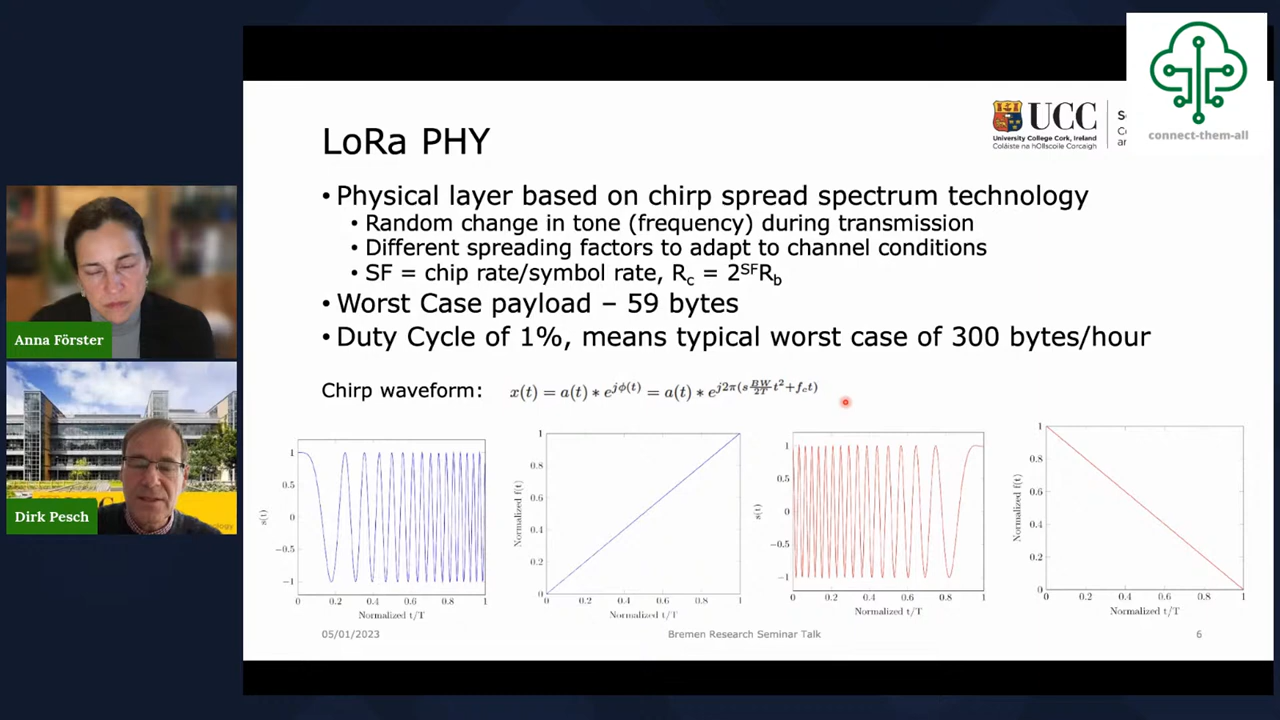 LoRa PHY
UCC
University College Cork, Ireland
Coláiste na hOllscoile Corcaigh
connect-them-all
• Physical layer based on chirp spread spectrum technology
• Random change in tone (frequency) during transmission
• Different spreading factors to adapt to channel conditions
• SF = chip rate/symbol rate, R_c = 2^SF R_b
• Worst Case payload – 59 bytes
• Duty Cycle of 1%, means typical worst case of 300 bytes/hour
Chirp waveform: x(t) = a(t) * e^{jϕ(t)} = a(t) * e^{j2π(s\frac{BW}{2T}t^2+f_c t)}
Anna Förster
Dirk Pesch
s(t)
1
0.5
0
−0.5
−1
0 0.2 0.4 0.6 0.8 1
Normalized t/T
Normalized f(t)
1
0.8
0.6
0.4
0.2
0
0 0.2 0.4 0.6 0.8 1
Normalized t/T
s(t)
1
0.5
0
−0.5
−1
0 0.2 0.4 0.6 0.8 1
Normalized t/T
Normalized f(t)
1
0.8
0.6
0.4
0.2
0
0 0.2 0.4 0.6 0.8 1
Normalized t/T
05/01/2023
Bremen Research Seminar Talk
6